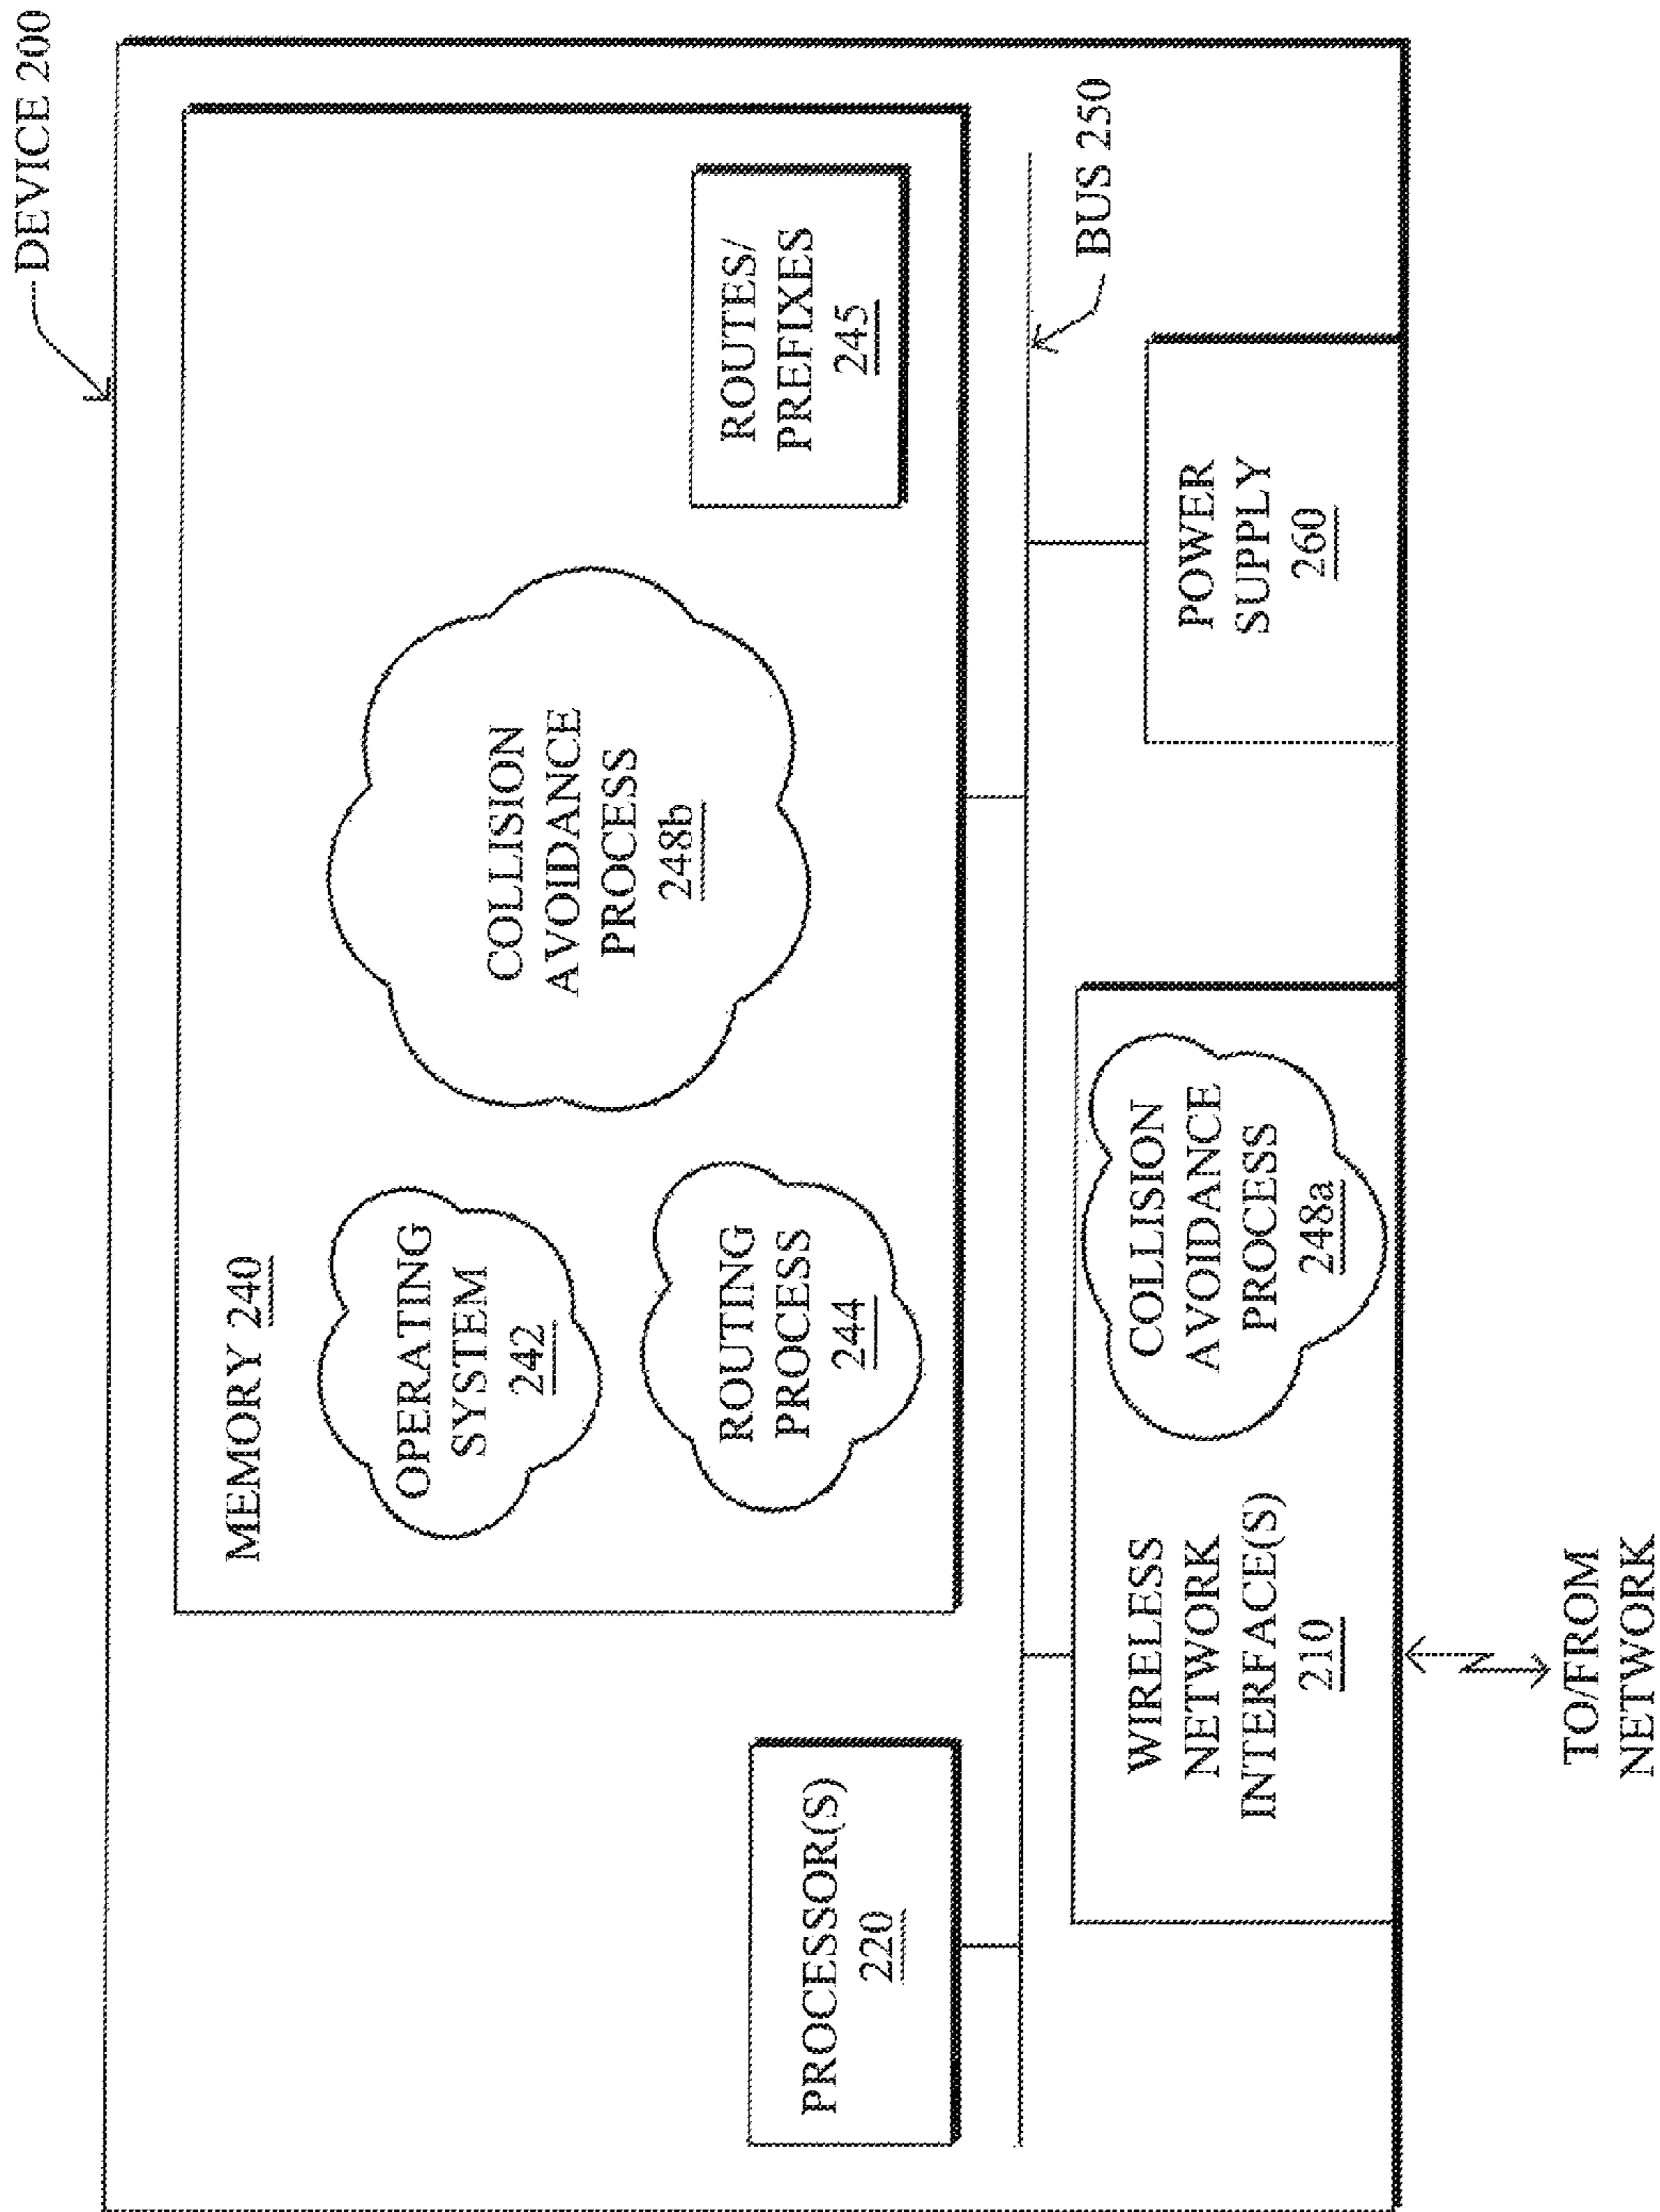 DEVICE 200
MEMORY 240
OPERATING
SYSTEM
242
COLLISION
AVOIDANCE
PROCESS
248b
ROUTING
PROCESS
244
ROUTES/
PREFIXES
245
PROCESSOR(S)
220
BUS 250
WIRELESS
NETWORK
INTERFACE(S)
210
COLLISION
AVOIDANCE
PROCESS
248a
POWER
SUPPLY
260
TO/FROM
NETWORK